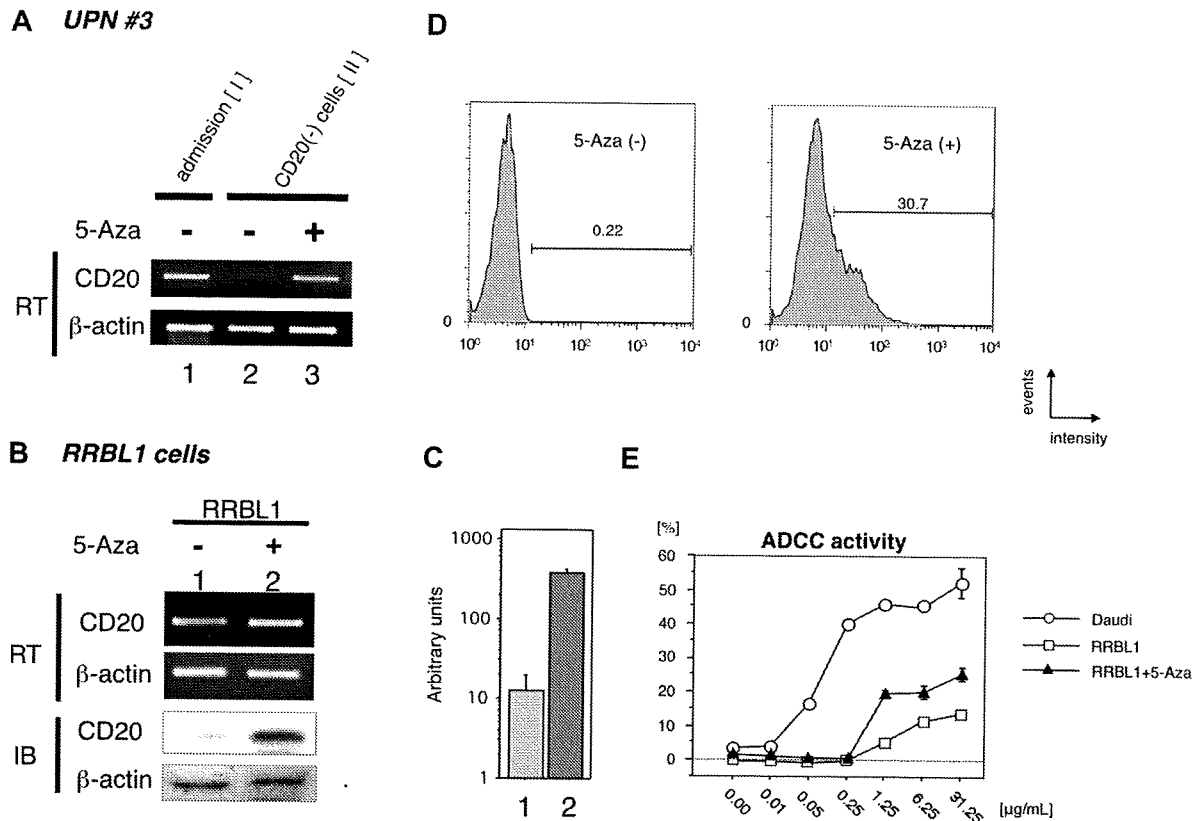 A UPN #3
admission [ I ]
CD20(-) cells [ II ]
5-Aza - - +
RT
CD20
β-actin
1 2 3
B RRBL1 cells
RRBL1
5-Aza - +
1 2
RT
CD20
β-actin
IB
CD20
β-actin
C
Arbitrary units
1000
100
10
1
1 2
D
5-Aza (-)
0.22
0
10⁰ 10¹ 10² 10³ 10⁴
5-Aza (+)
30.7
0
10⁰ 10¹ 10² 10³ 10⁴
events
intensity
E
[%]
ADCC activity
60
50
40
30
20
10
0
0.00 0.01 0.05 0.25 1.25 6.25 31.25 [μg/mL]
Daudi
RRBL1
RRBL1+5-Aza